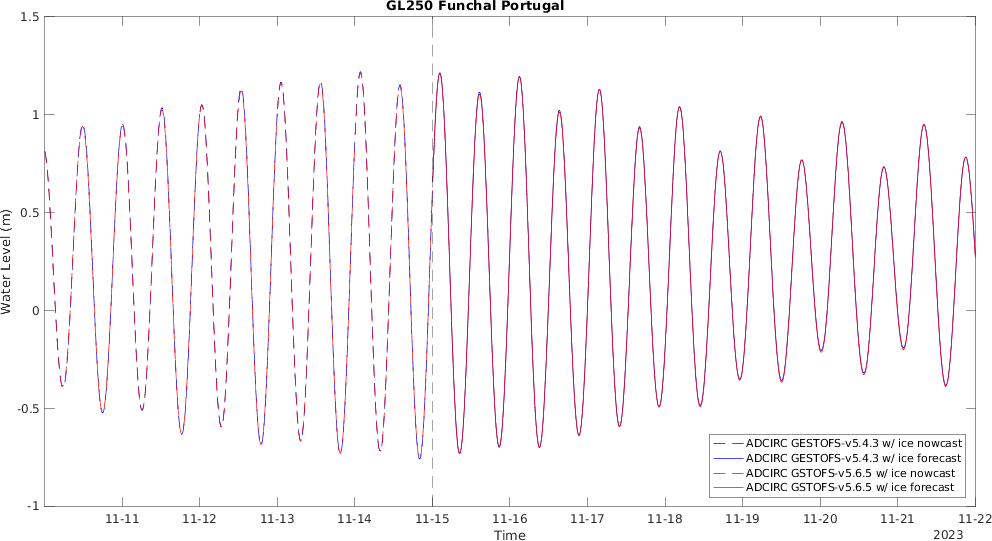 GL250 Funchal Portugal
1.5
1
0.5
0
-0.5
-1
Water Level (m)
ADCIRC GESTOFS-v5.4.3 w/ ice nowcast
ADCIRC GESTOFS-v5.4.3 w/ ice forecast
ADCIRC GSTOFS-v5.6.5 w/ ice nowcast
ADCIRC GSTOFS-v5.6.5 w/ ice forecast
11-11 11-12 11-13 11-14 11-15 11-16 11-17 11-18 11-19 11-20 11-21 11-22
Time
2023